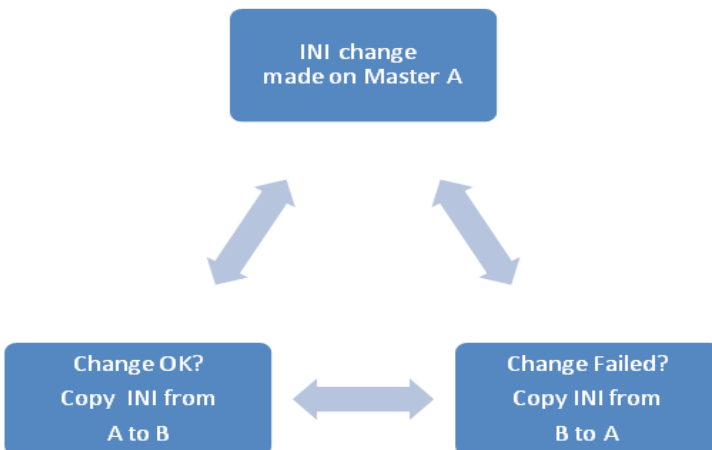 INI change
made on Master A
Change OK?
Copy INI from
A to B
Change Failed?
Copy INI from
B to A